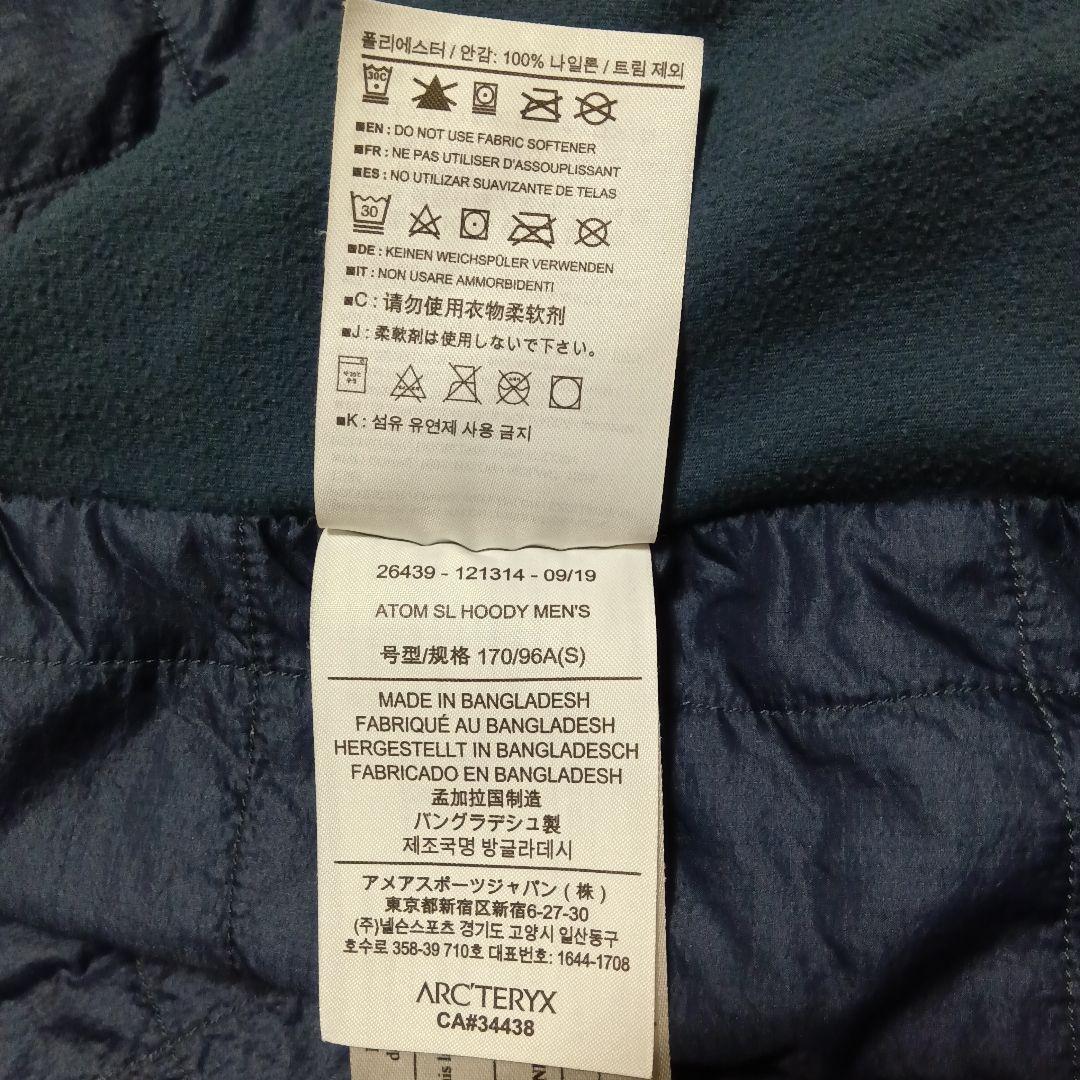 폴리에스터 / 안감: 100% 나일론 / 트림 제외
30C
■EN : DO NOT USE FABRIC SOFTENER
■FR : NE PAS UTILISER D'ASSOUPLISSANT
■ES : NO UTILIZAR SUAVIZANTE DE TELAS
30
■DE : KEINEN WEICHSPÜLER VERWENDEN
■IT : NON USARE AMMORBIDENTI
■C : 请勿使用衣物柔软剂
■J : 柔軟剤は使用しないで下さい。
■K : 섬유 유연제 사용 금지
26439 - 121314 - 09/19
ATOM SL HOODY MEN'S
号型/规格 170/96A(S)
MADE IN BANGLADESH
FABRIQUÉ AU BANGLADESH
HERGESTELLT IN BANGLADESCH
FABRICADO EN BANGLADESH
孟加拉国制造
バングラデシュ製
제조국명 방글라데시
アメアスポーツジャパン ( 株 )
東京都新宿区新宿6-27-30
(주)넬슨스포츠 경기도 고양시 일산동구
호수로 358-39 710호 대표번호: 1644-1708
ARC'TERYX
CA#34438